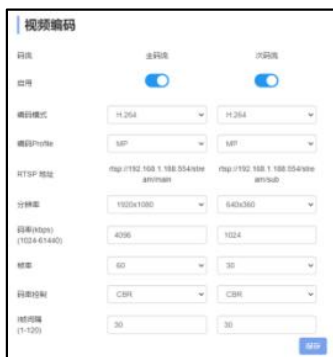 视频编码
码流 主码流 次码流
启用
编码模式 H.264 H.264
编码Profile MP MP
RTSP 地址 rtsp://192.168.1.188:554/stream/main rtsp://192.168.1.188:554/stream/sub
分辨率 1920x1080 640x360
码率(kbps)
(1024-61440) 4096 1024
帧率 60 30
码率控制 CBR CBR
I帧间隔
(1-120) 30 30
保存